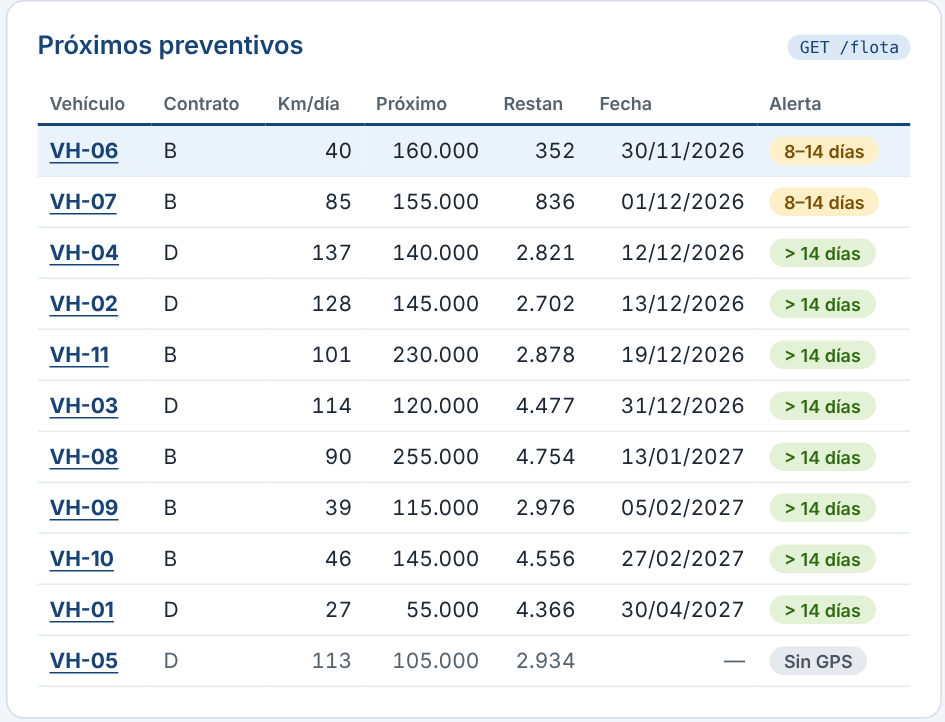 Próximos preventivos GET /flota
Vehículo Contrato Km/día Próximo Restan Fecha Alerta
VH-06 B 40 160.000 352 30/11/2026 8–14 días
VH-07 B 85 155.000 836 01/12/2026 8–14 días
VH-04 D 137 140.000 2.821 12/12/2026 > 14 días
VH-02 D 128 145.000 2.702 13/12/2026 > 14 días
VH-11 B 101 230.000 2.878 19/12/2026 > 14 días
VH-03 D 114 120.000 4.477 31/12/2026 > 14 días
VH-08 B 90 255.000 4.754 13/01/2027 > 14 días
VH-09 B 39 115.000 2.976 05/02/2027 > 14 días
VH-10 B 46 145.000 4.556 27/02/2027 > 14 días
VH-01 D 27 55.000 4.366 30/04/2027 > 14 días
VH-05 D 113 105.000 2.934 — Sin GPS